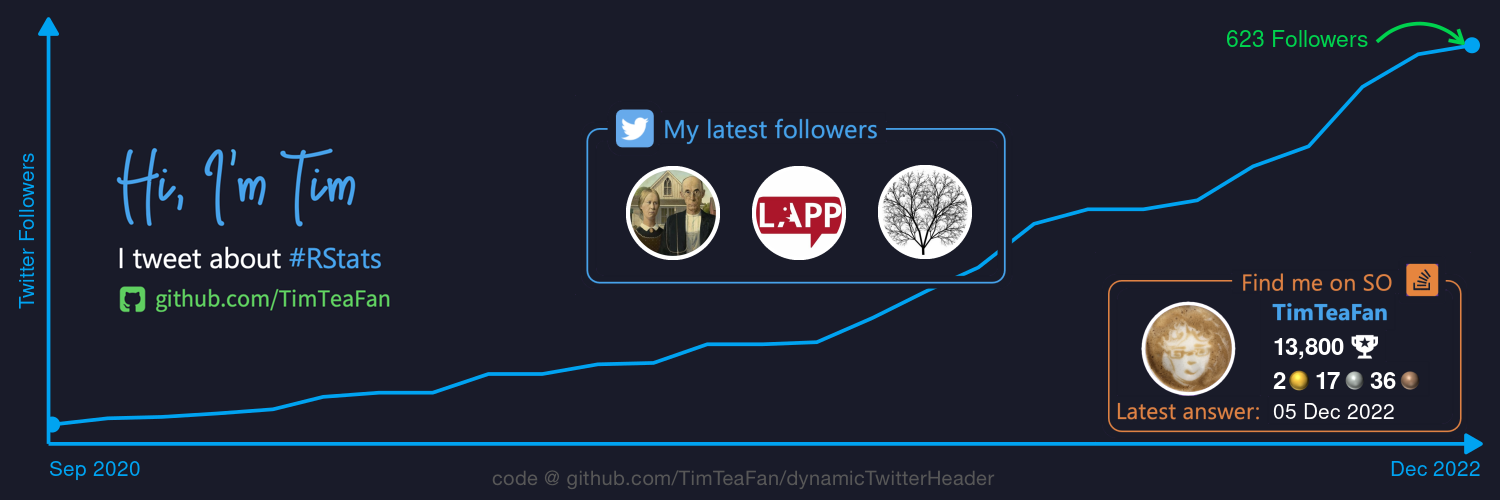 623 Followers
My latest followers
LAPP
Hi, I'm Tim
I tweet about #RStats
github.com/TimTeaFan
Twitter Followers
Find me on SO
TimTeaFan
13,800
2 17 36
Latest answer: 05 Dec 2022
Sep 2020
Dec 2022
code @ github.com/TimTeaFan/dynamicTwitterHeader